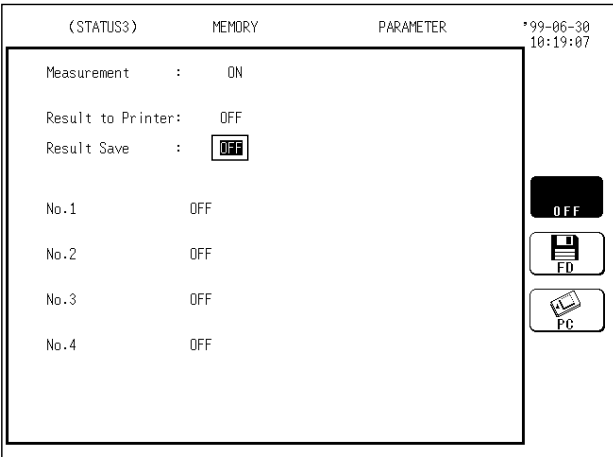 (STATUS3) MEMORY PARAMETER '99-06-30
10:19:07
Measurement : ON
Result to Printer: OFF
Result Save : OFF
No.1 OFF
OFF
No.2 OFF
FD
No.3 OFF
PC
No.4 OFF